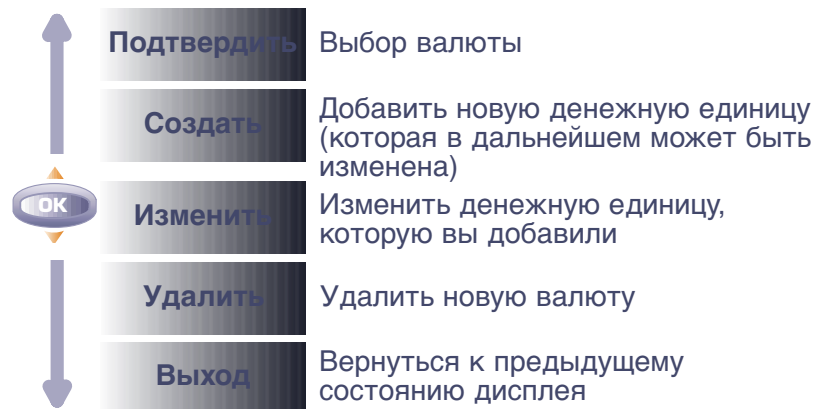 Подтвердить
Выбор валюты
Создать
Добавить новую денежную единицу
(которая в дальнейшем может быть
изменена)
OK
Изменить
Изменить денежную единицу,
которую вы добавили
Удалить
Удалить новую валюту
Выход
Вернуться к предыдущему
состоянию дисплея